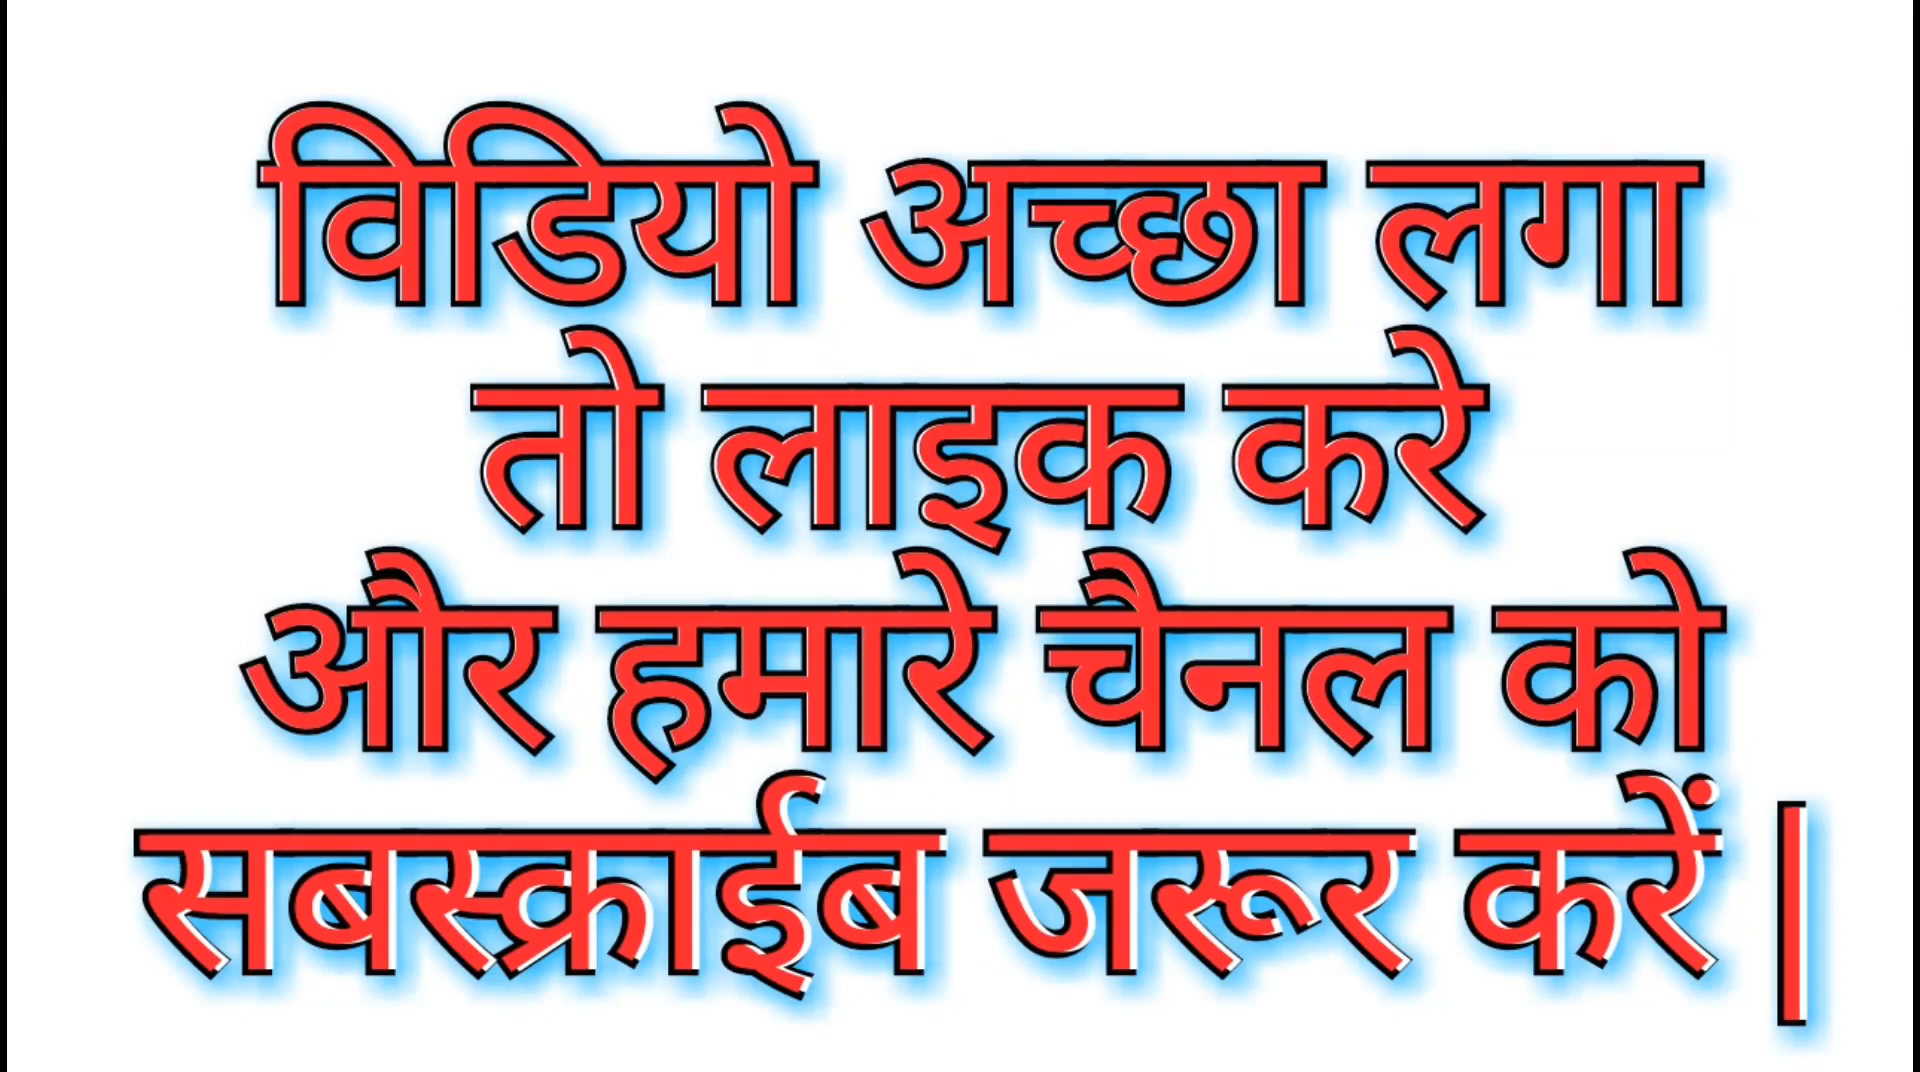 विडियो अच्छा लगा
तो लाइक करे
और हमारे चैनल को
सबस्क्राईब जरूर करें |